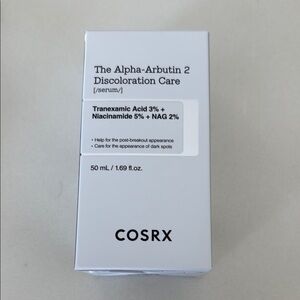 The Alpha-Arbutin 2
Discoloration Care
[/serum/]
Tranexamic Acid 3% +
Niacinamide 5% + NAG 2%
• Help for the post-breakout appearance
• Care for the appearance of dark spots
50 mL / 1.69 fl.oz.
COSRX